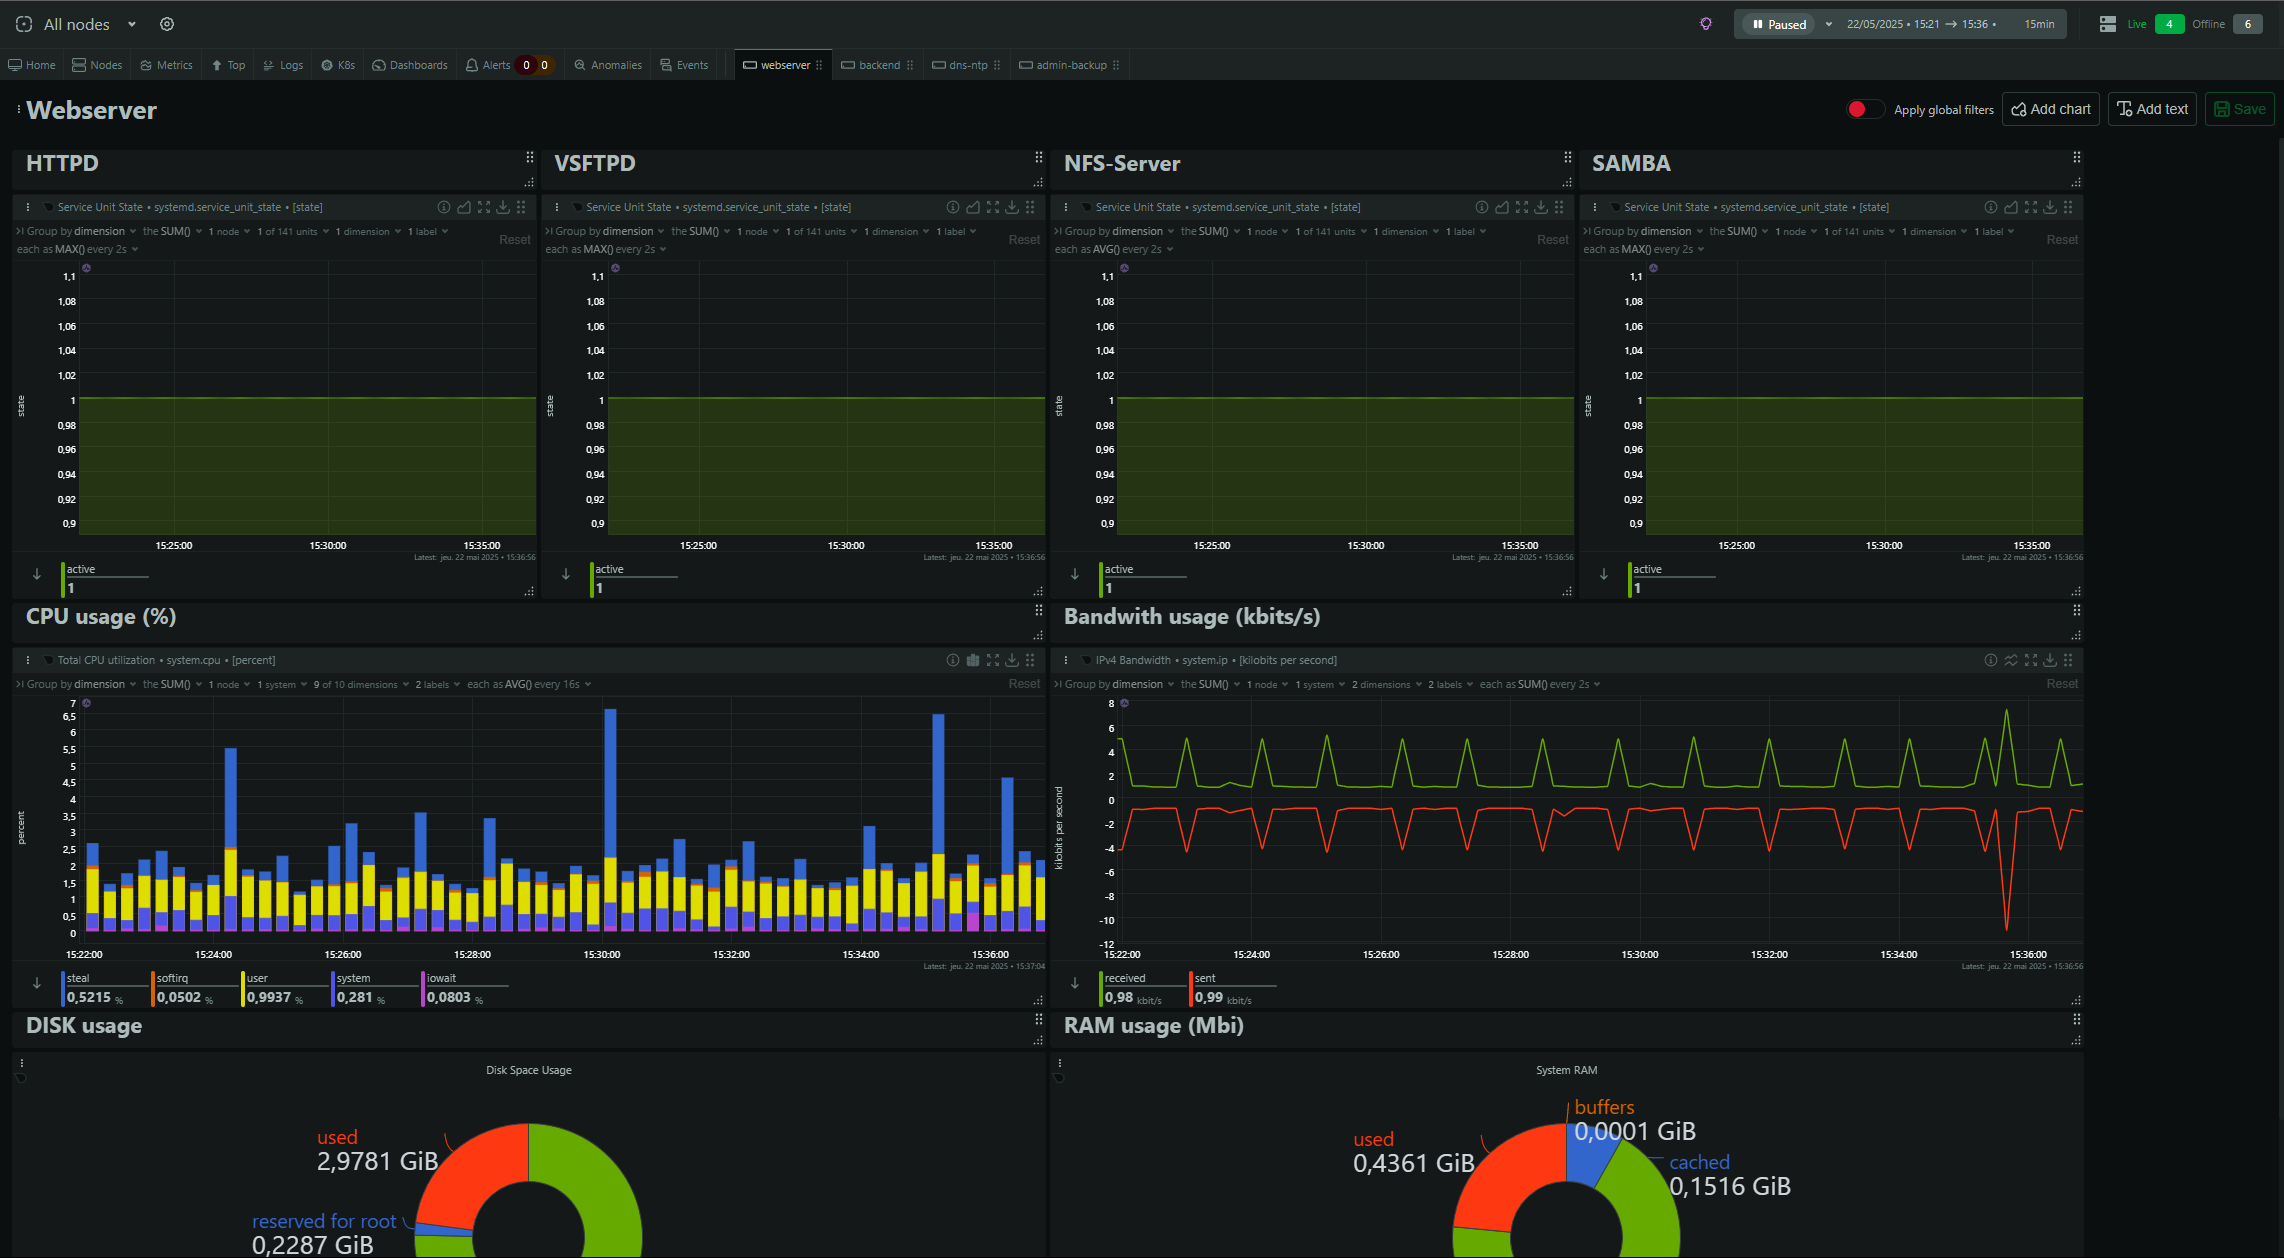 All nodes
Paused 22/05/2025 • 15:21 → 15:36 • 15min Live 4 Offline 6
Home Nodes Metrics Top Logs K8s Dashboards Alerts 0 0 Anomalies Events webserver backend dns-ntp admin-backup
Webserver
Apply global filters Add chart Add text Save
HTTPD
Service Unit State • systemd.service_unit_state • [state]
Group by dimension the SUM() 1 node 1 of 141 units 1 dimension 1 label
each as MAX() every 2s
Reset
1,1
1,08
1,06
1,04
1,02
1
0,98
0,96
0,94
0,92
0,9
state
15:25:00 15:30:00 15:35:00
Latest: jeu. 22 mai 2025 • 15:36:56
active
1
VSFTPD
Service Unit State • systemd.service_unit_state • [state]
Group by dimension the SUM() 1 node 1 of 141 units 1 dimension 1 label
each as MAX() every 2s
Reset
1,1
1,08
1,06
1,04
1,02
1
0,98
0,96
0,94
0,92
0,9
state
15:25:00 15:30:00 15:35:00
Latest: jeu. 22 mai 2025 • 15:36:56
active
1
NFS-Server
Service Unit State • systemd.service_unit_state • [state]
Group by dimension the SUM() 1 node 1 of 141 units 1 dimension 1 label
each as AVG() every 2s
Reset
1,1
1,08
1,06
1,04
1,02
1
0,98
0,96
0,94
0,92
0,9
state
15:25:00 15:30:00 15:35:00
Latest: jeu. 22 mai 2025 • 15:36:56
active
1
SAMBA
Service Unit State • systemd.service_unit_state • [state]
Group by dimension the SUM() 1 node 1 of 141 units 1 dimension 1 label
each as MAX() every 2s
Reset
1,1
1,08
1,06
1,04
1,02
1
0,98
0,96
0,94
0,92
0,9
state
15:25:00 15:30:00 15:35:00
Latest: jeu. 22 mai 2025 • 15:36:56
active
1
CPU usage (%)
Total CPU utilization • system.cpu • [percent]
Group by dimension the SUM() 1 node 1 system 9 of 10 dimensions 2 labels each as AVG() every 16s
Reset
7
6,5
6
5,5
5
4,5
4
3,5
3
2,5
2
1,5
1
0,5
0
percent
15:22:00 15:24:00 15:26:00 15:28:00 15:30:00 15:32:00 15:34:00 15:36:00
Latest: jeu. 22 mai 2025 • 15:37:04
steal softirq user system iowait
0,5215 % 0,0502 % 0,9937 % 0,281 % 0,0803 %
Bandwith usage (kbits/s)
IPv4 Bandwidth • system.ip • [kilobits per second]
Group by dimension the SUM() 1 node 1 system 2 dimensions 2 labels each as SUM() every 2s
Reset
8
6
4
2
0
-2
-4
-6
-8
-10
-12
kilobits per second
15:22:00 15:24:00 15:26:00 15:28:00 15:30:00 15:32:00 15:34:00 15:36:00
Latest: jeu. 22 mai 2025 • 15:36:56
received sent
0,98 kbit/s 0,99 kbit/s
DISK usage
Disk Space Usage
used
2,9781 GiB
reserved for root
0,2287 GiB
RAM usage (Mbi)
System RAM
buffers
0,0001 GiB
used
0,4361 GiB
cached
0,1516 GiB